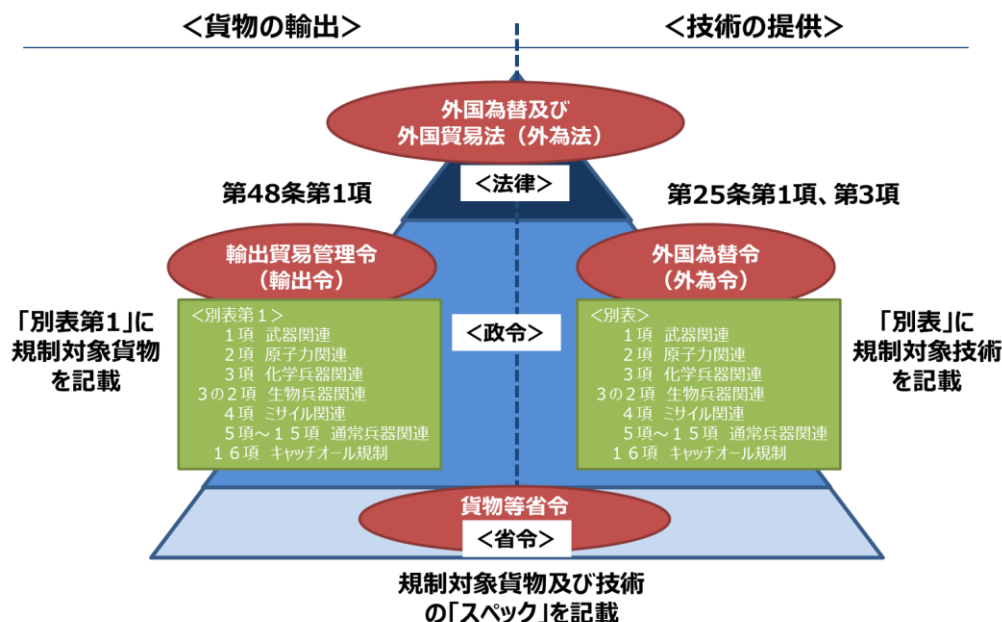 ＜貨物の輸出＞
＜技術の提供＞
外国為替及び
外国貿易法（外為法）
＜法律＞
第48条第1項
第25条第1項、第3項
輸出貿易管理令
（輸出令）
外国為替令
（外為令）
「別表第1」に
規制対象貨物
を記載
＜別表第１＞
１項 武器関連
２項 原子力関連
３項 化学兵器関連
３の２項 生物兵器関連
４項 ミサイル関連
５項～１５項 通常兵器関連
１６項 キャッチオール規制
＜政令＞
＜別表＞
１項 武器関連
２項 原子力関連
３項 化学兵器関連
３の２項 生物兵器関連
４項 ミサイル関連
５項～１５項 通常兵器関連
１６項 キャッチオール規制
「別表」に
規制対象技術
を記載
貨物等省令
＜省令＞
規制対象貨物及び技術
の「スペック」を記載